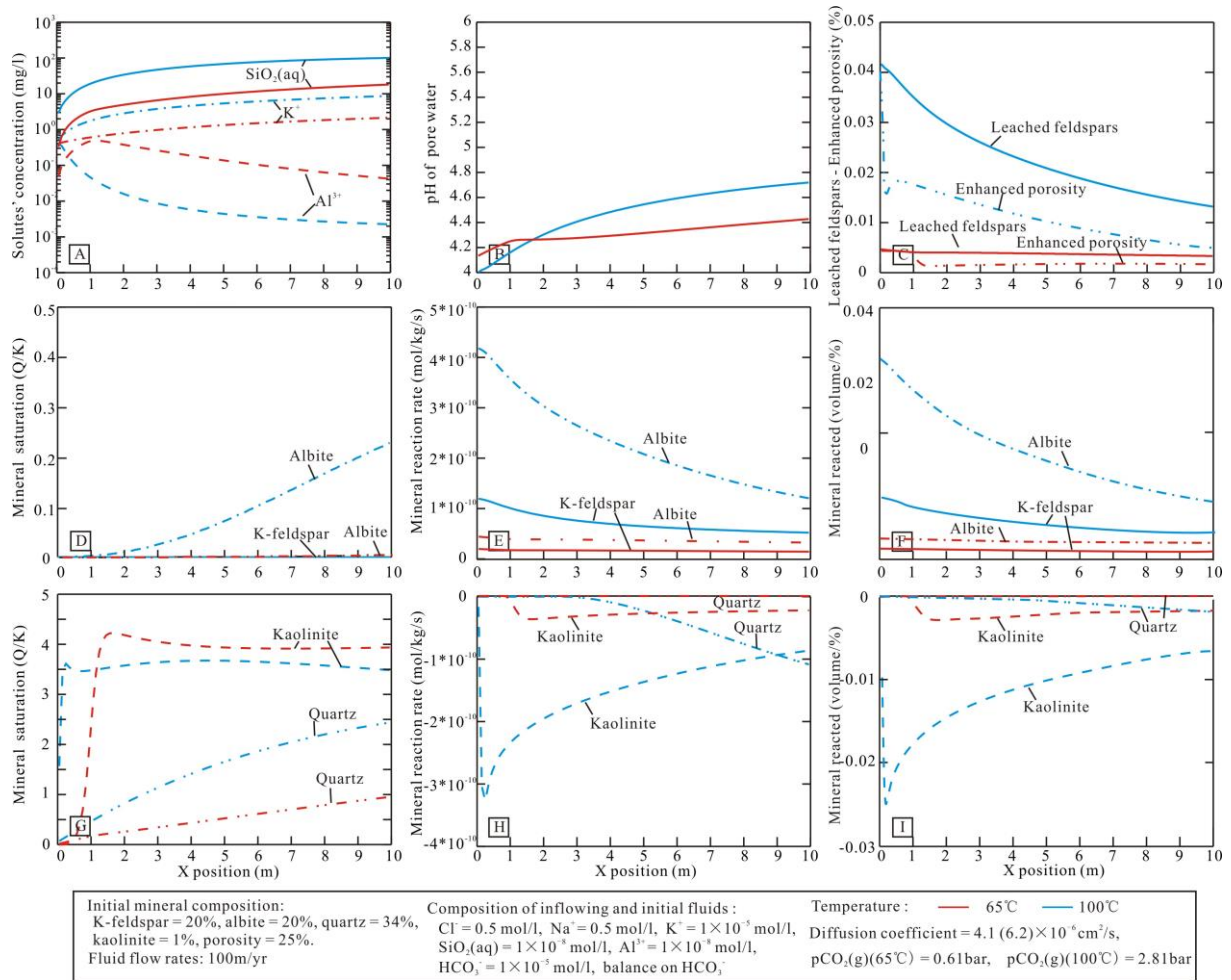 Solutes' concentration (mg/l)
10³
10²
10
10⁰
10⁻¹
10⁻²
10⁻³
10⁻
SiO₂(aq)
K⁺
Al³⁺
A
0 1 2 3 4 5 6 7 8 9 10
pH of pore water
6
5.8
5.6
5.4
5.2
5
4.8
4.6
4.4
4.2
4
B
0 1 2 3 4 5 6 7 8 9 10
Leached feldspars - Enhanced porosity (%)
0.05
0.04
0.03
0.02
0.01
0
Leached feldspars
Enhanced porosity
Leached feldspars
Enhanced porosity
C
0 1 2 3 4 5 6 7 8 9 10
Mineral saturation (Q/K)
0.5
0.4
0.3
0.2
0.1
0
Albite
K-feldspar
Albite
D
0 1 2 3 4 5 6 7 8 9 10
Mineral reaction rate (mol/kg/s)
5*10⁻¹⁰
4*10⁻¹⁰
3*10⁻¹⁰
2*10⁻¹⁰
1*10⁻¹⁰
0
Albite
K-feldspar
Albite
E
0 1 2 3 4 5 6 7 8 9 10
Mineral reacted (volume/%)
0.04
0.02
0
Albite
K-feldspar
Albite
F
0 1 2 3 4 5 6 7 8 9 10
Mineral saturation (Q/K)
5
4
5
2
1
0
Kaolinite
Quartz
Quartz
G
0 1 2 3 4 5 6 7 8 9 10
X position (m)
Mineral reaction rate (mol/kg/s)
0
-1*10⁻¹⁰
-2*10⁻¹⁰
-3*10⁻¹⁰
-4*10⁻¹⁰
Quartz
Kaolinite
Quartz
Kaolinite
H
0 1 2 3 4 5 6 7 8 9 10
X position (m)
Mineral reacted (volume/%)
0
-0.01
-0.02
-0.03
Kaolinite
Quartz
Kaolinite
I
0 1 2 3 4 5 6 7 8 9 10
X position (m)
Initial mineral composition:
K-feldspar = 20%, albite = 20%, quartz = 34%,
kaolinite = 1%, porosity = 25%.
Fluid flow rates: 100m/yr
Composition of inflowing and initial fluids :
Cl⁻ = 0.5 mol/l, Na⁺ = 0.5 mol/l, K⁺ = 1×10⁻⁵ mol/l,
SiO₂(aq) = 1×10⁻⁸ mol/l, Al³⁺ = 1×10⁻⁸ mol/l,
HCO₃⁻ = 1×10⁻⁵ mol/l, balance on HCO₃⁻
Temperature : 65℃ 100℃
Diffusion coefficient = 4.1 (6.2)×10⁻⁶cm²/s,
pCO₂(g)(65℃) = 0.61bar, pCO₂(g)(100℃) = 2.81bar